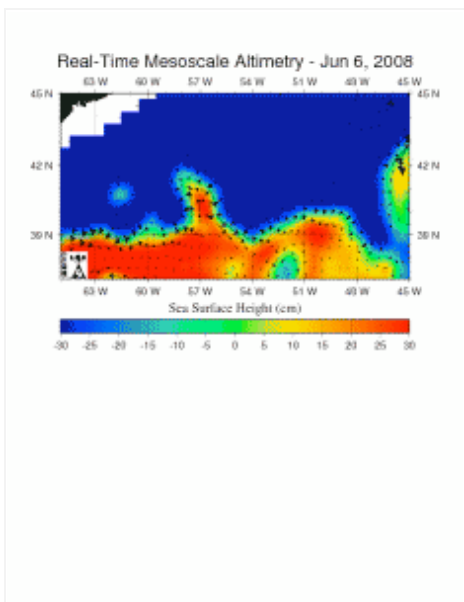 Real-Time Mesoscale Altimetry - Jun 6, 2008
63 W 60 W 57 W 54 W 51 W 48 W 45 W
45 N 45 N
42 N 42 N
39 N 39 N
63 W 60 W 57 W 54 W 51 W 48 W 45 W
Sea Surface Height (cm)
-30 -25 -20 -15 -10 -5 0 5 10 15 20 25 30